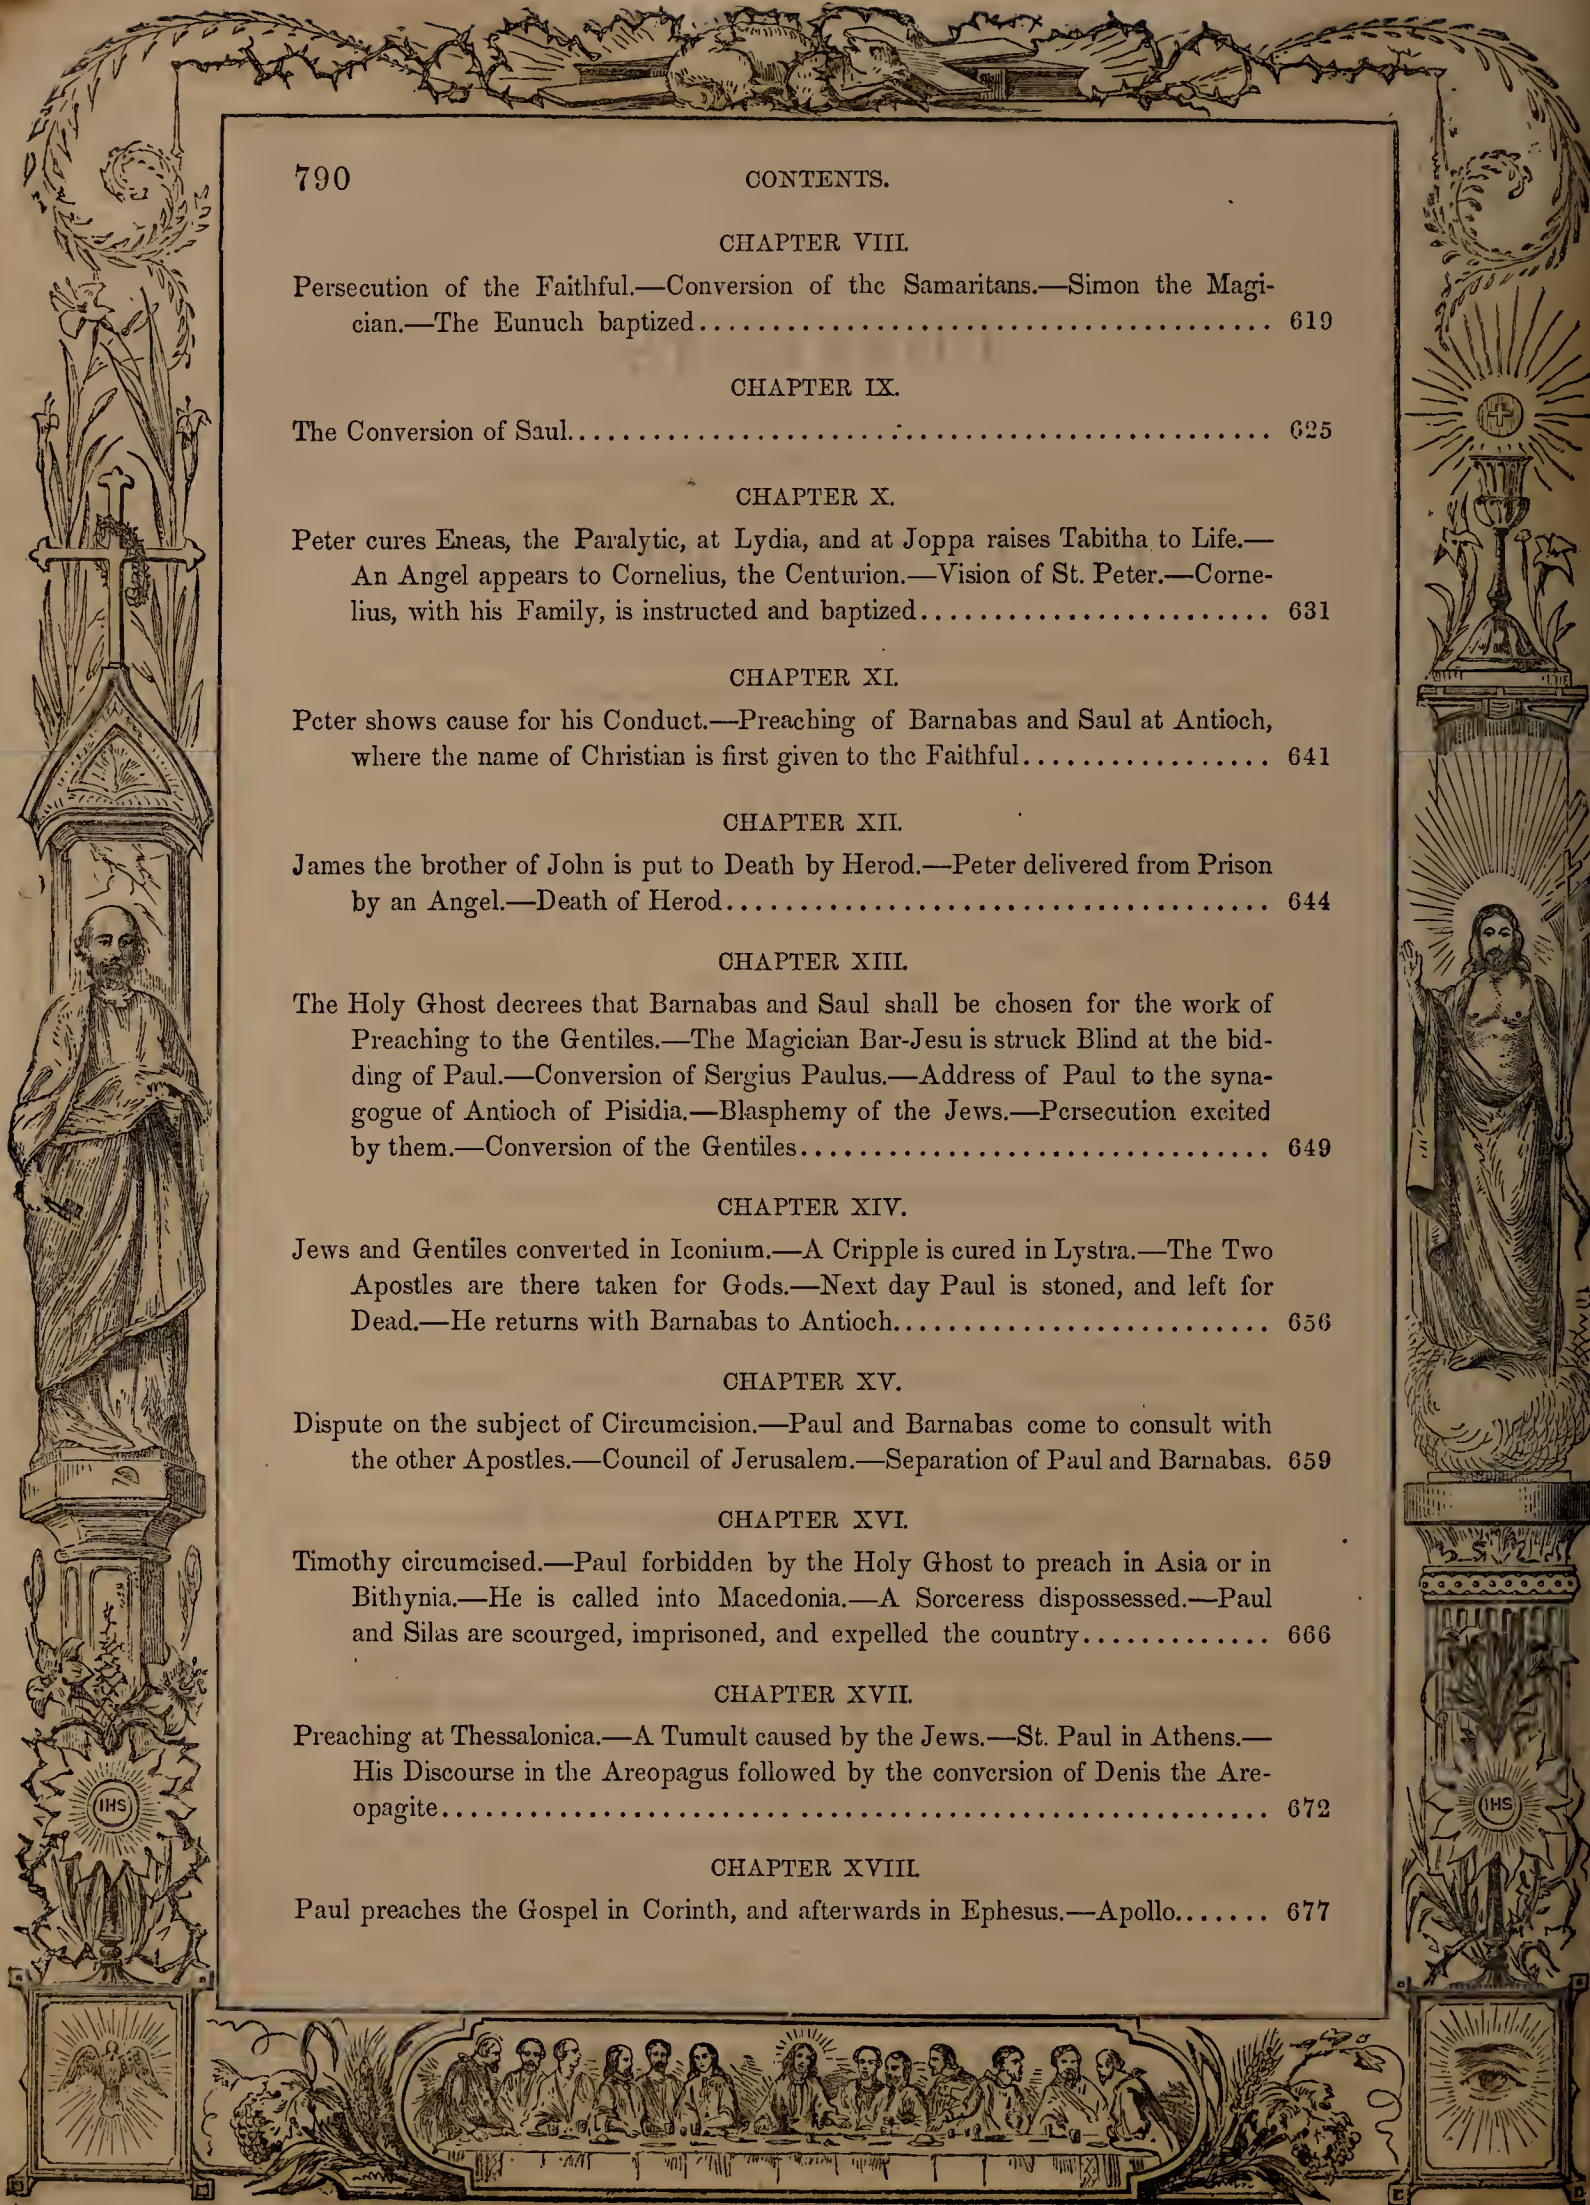 790 CONTENTS.
CHAPTER VIII.
Persecution of the Faithful.—Conversion of the Samaritans.—Simon the Magi-
cian.—The Eunuch baptized........................................ 619
CHAPTER IX.
The Conversion of Saul................................................ 625
CHAPTER X.
Peter cures Eneas, the Paralytic, at Lydia, and at Joppa raises Tabitha to Life.—
An Angel appears to Cornelius, the Centurion.—Vision of St. Peter.—Corne-
lius, with his Family, is instructed and baptized........................ 631
CHAPTER XI.
Peter shows cause for his Conduct.—Preaching of Barnabas and Saul at Antioch,
where the name of Christian is first given to the Faithful................. 641
CHAPTER XII.
James the brother of John is put to Death by Herod.—Peter delivered from Prison
by an Angel.—Death of Herod..................................... 644
CHAPTER XIII.
The Holy Ghost decrees that Barnabas and Saul shall be chosen for the work of
Preaching to the Gentiles.—The Magician Bar-Jesu is struck Blind at the bid-
ding of Paul.—Conversion of Sergius Paulus.—Address of Paul to the syna-
gogue of Antioch of Pisidia.—Blasphemy of the Jews.—Persecution excited
by them.—Conversion of the Gentiles................................ 649
CHAPTER XIV.
Jews and Gentiles converted in Iconium.—A Cripple is cured in Lystra.—The Two
Apostles are there taken for Gods.—Next day Paul is stoned, and left for
Dead.—He returns with Barnabas to Antioch.......................... 656
CHAPTER XV.
Dispute on the subject of Circumcision.—Paul and Barnabas come to consult with
the other Apostles.—Council of Jerusalem.—Separation of Paul and Barnabas. 659
CHAPTER XVI.
Timothy circumcised.—Paul forbidden by the Holy Ghost to preach in Asia or in
Bithynia.—He is called into Macedonia.—A Sorceress dispossessed.—Paul
and Silas are scourged, imprisoned, and expelled the country............. 666
CHAPTER XVII.
Preaching at Thessalonica.—A Tumult caused by the Jews.—St. Paul in Athens.—
His Discourse in the Areopagus followed by the conversion of Denis the Are-
opagite......................................................... 672
CHAPTER XVIII.
Paul preaches the Gospel in Corinth, and afterwards in Ephesus.—Apollo....... 677
IHS
IHS